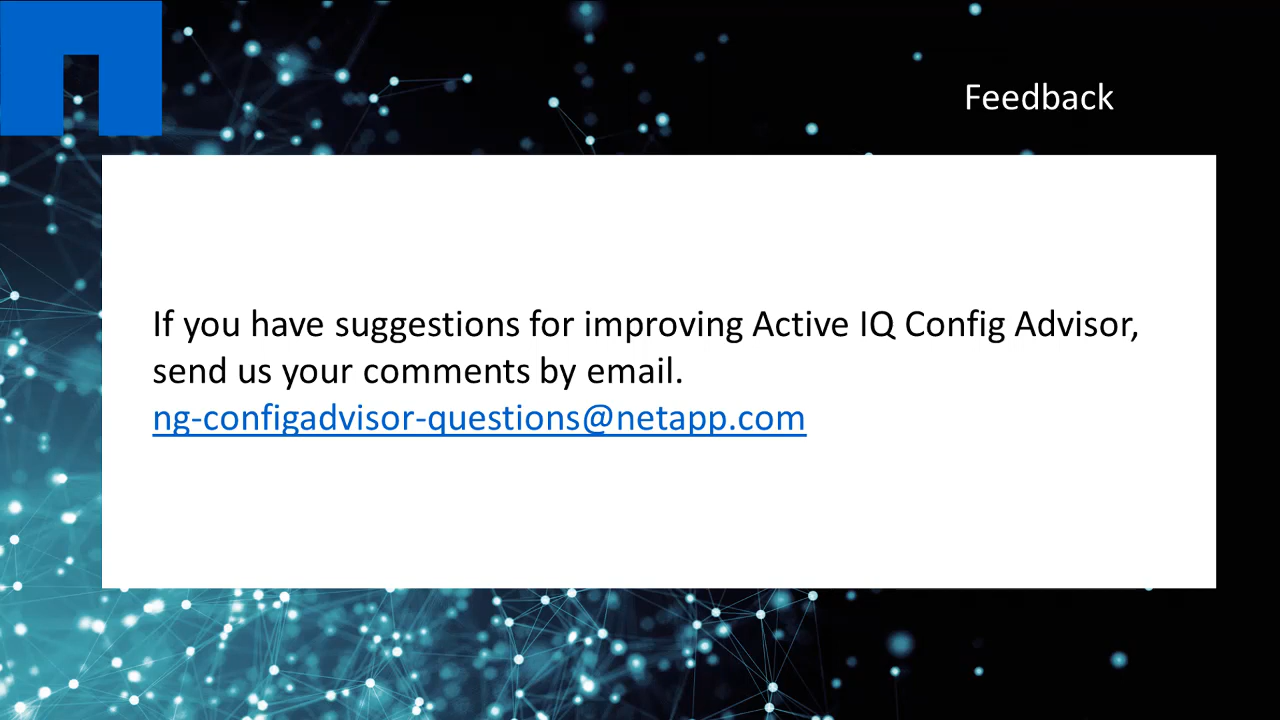 Feedback
If you have suggestions for improving Active IQ Config Advisor,
send us your comments by email.
ng-configadvisor-questions@netapp.com